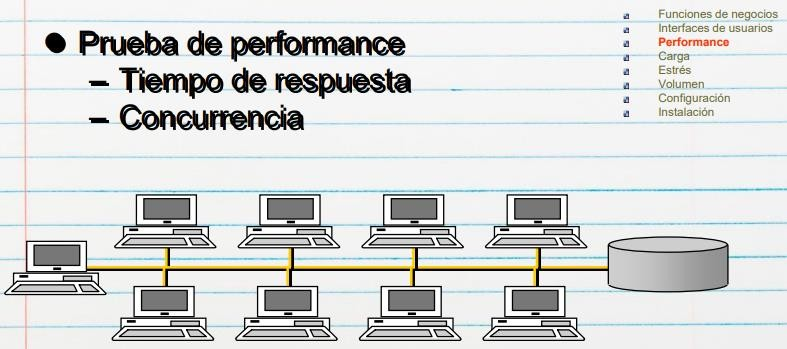 ● Prueba de performance
– Tiempo de respuesta
– Concurrencia
Funciones de negocios
Interfaces de usuarios
Performance
Carga
Estrés
Volumen
Configuración
Instalación